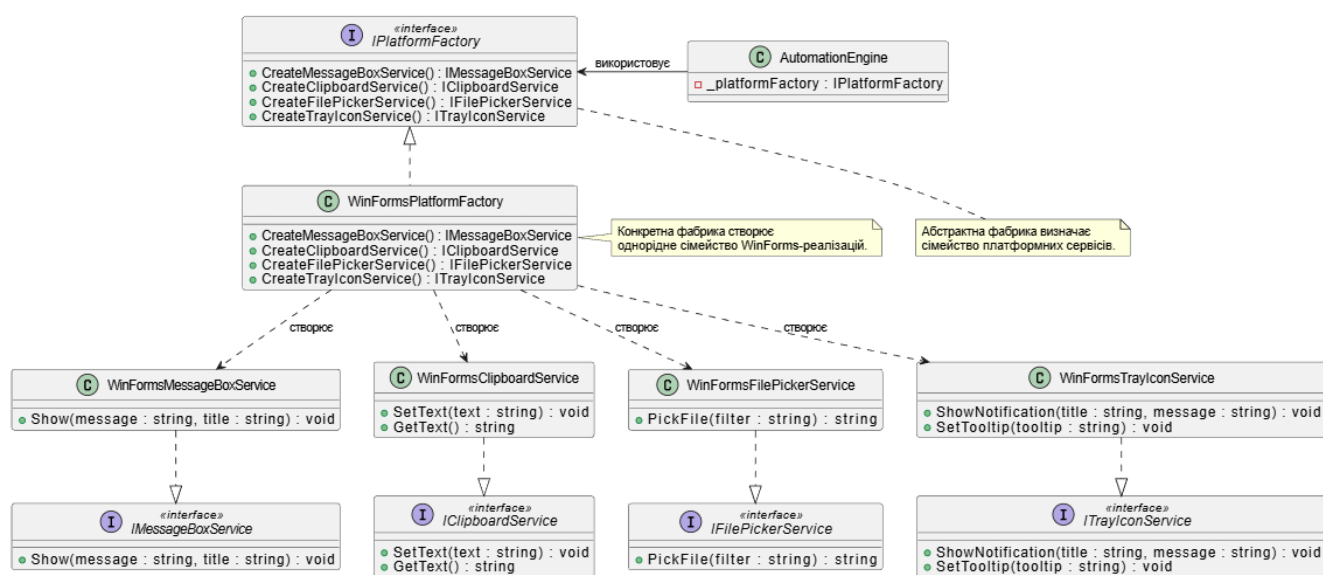 I
«interface»
IPlatformFactory
CreateMessageBoxService() : IMessageBoxService
CreateClipboardService() : IClipboardService
CreateFilePickerService() : IFilePickerService
CreateTrayIconService() : ITrayIconService
використовує
C AutomationEngine
_platformFactory : IPlatformFactory
C WinFormsPlatformFactory
CreateMessageBoxService() : IMessageBoxService
CreateClipboardService() : IClipboardService
CreateFilePickerService() : IFilePickerService
CreateTrayIconService() : ITrayIconService
Конкретна фабрика створює
однорідне сімейство WinForms-реалізацій.
Абстрактна фабрика визначає
сімейство платформних сервісів.
створює
створює
створює
створює
C WinFormsMessageBoxService
Show(message : string, title : string) : void
C WinFormsClipboardService
SetText(text : string) : void
GetText() : string
C WinFormsFilePickerService
PickFile(filter : string) : string
C WinFormsTrayIconService
ShowNotification(title : string, message : string) : void
SetTooltip(tooltip : string) : void
I
«interface»
IMessageBoxService
Show(message : string, title : string) : void
I
«interface»
IClipboardService
SetText(text : string) : void
GetText() : string
I
«interface»
IFilePickerService
PickFile(filter : string) : string
I
«interface»
ITrayIconService
ShowNotification(title : string, message : string) : void
SetTooltip(tooltip : string) : void